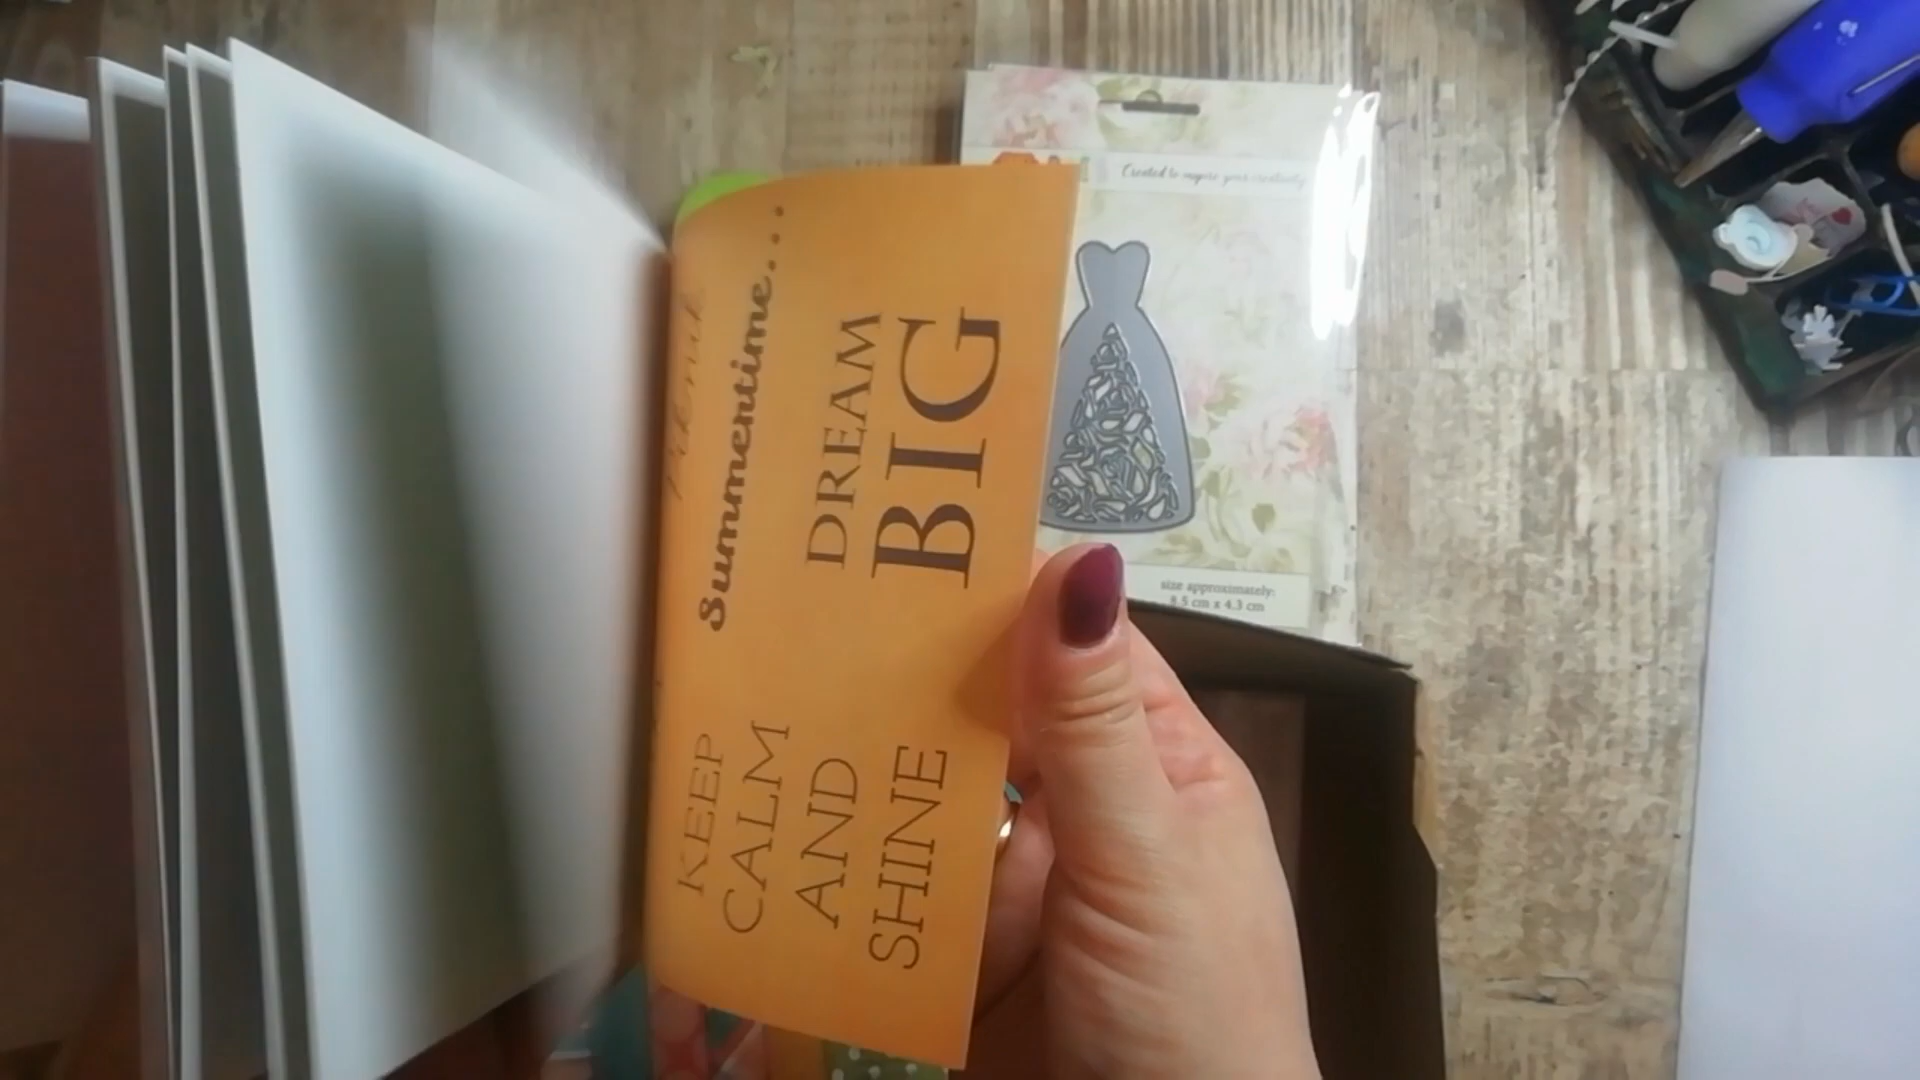 Summertime...
DREAM
BIG
KEEP
CALM
AND
SHINE
Created to inspire your creativity
size approximately:
8.5 cm x 4.3 cm